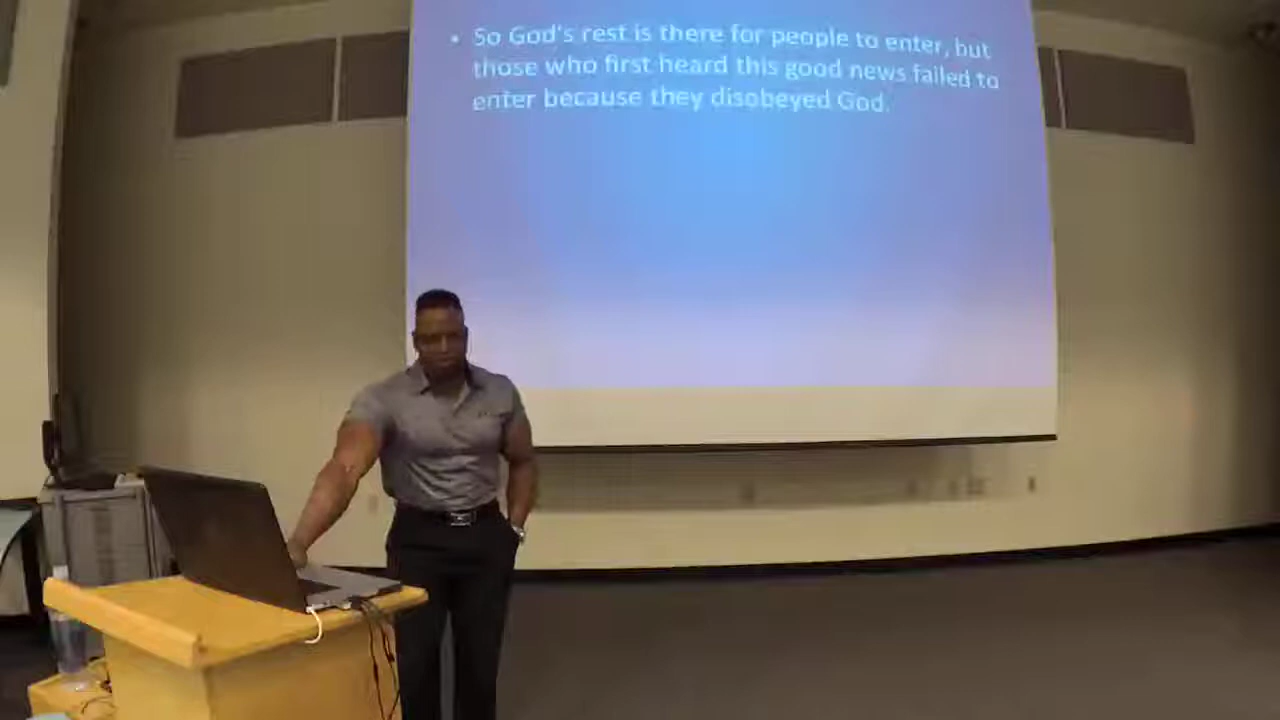 • So God's rest is there for people to enter, but
those who first heard this good news failed to
enter because they disobeyed God.